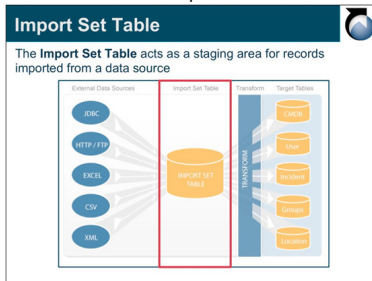 Import Set Table
The Import Set Table acts as a staging area for records
imported from a data source
External Data Sources
Import Set Table
Transform
Target Tables
JDBC
HTTP / FTP
EXCEL
CSV
XML
IMPORT SET
TABLE
TRANSFORM
CMDB
User
Incident
Groups
Location